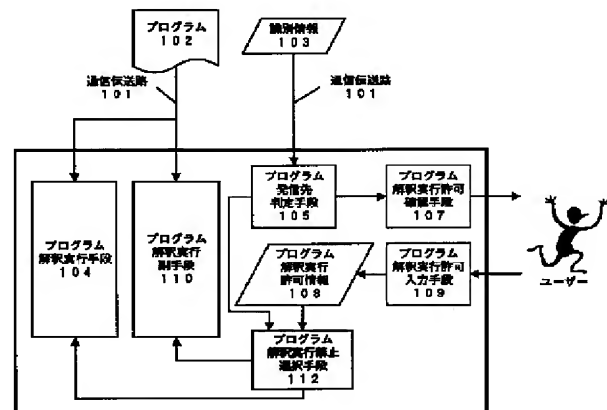 プログラム
102
識別情報
103
通信伝送路
101
通信伝送路
101
プログラム
発信先
判定手段
105
プログラム
解釈実行許可
確認手段
107
プログラム
解釈実行手段
104
プログラム
解釈実行
副手段
110
プログラム
解釈実行
許可情報
108
プログラム
解釈実行許可
入力手段
109
ユーザー
プログラム
解釈実行禁止
選択手段
112